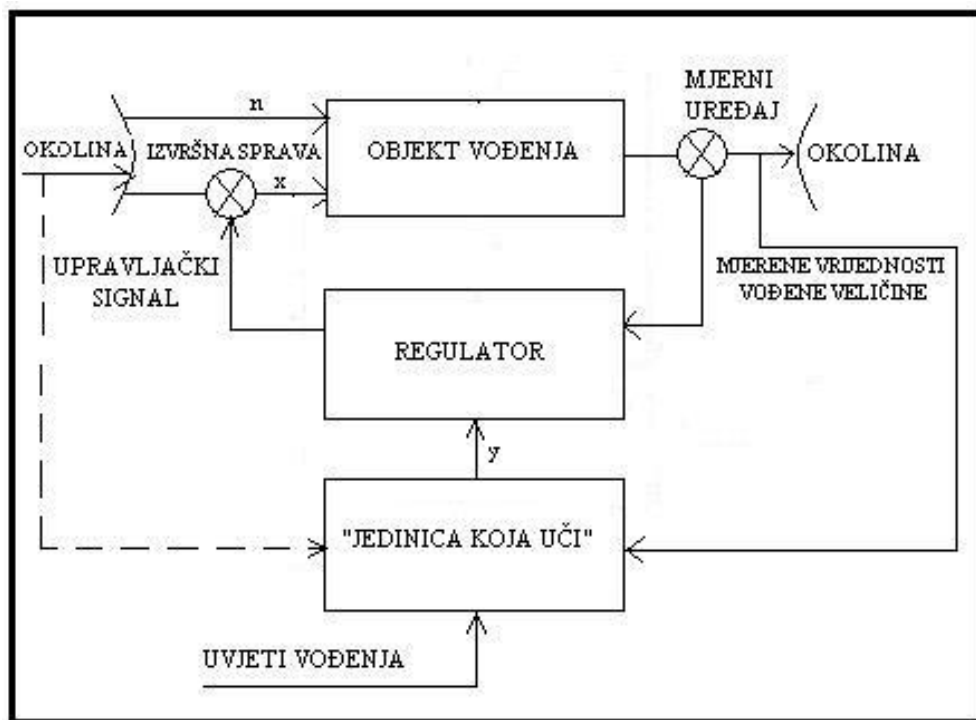 MJERNI
UREĐAJ
n
OKOLINA
IZVRŠNA SPRAVA
OBJEKT VOĐENJA
OKOLINA
x
UPRAVLJAČKI
SIGNAL
MJERENE VRIJEDNOSTI
VOĐENE VELIČINE
REGULATOR
y
"JEDINICA KOJA UČI"
UVJETI VOĐENJA